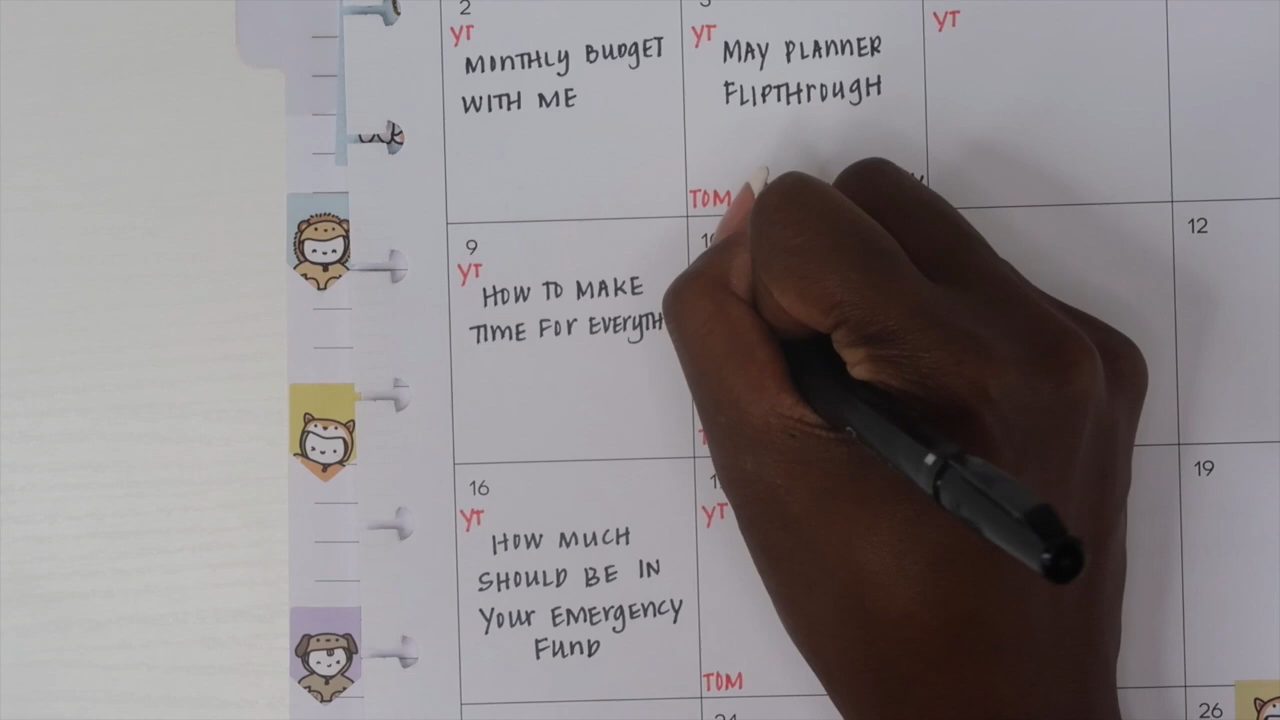 2
YT
MONTHLY BUDGET
WITH ME
3
YT
MAY PLANNER
FLIPTHROUGH
TOM
YT
9
YT
HOW TO MAKE
TIME FOR EVERYTH
12
16
YT
HOW MUCH
SHOULD BE IN
YOUR EMERGENCY
FUND
YT
TOM
19
26